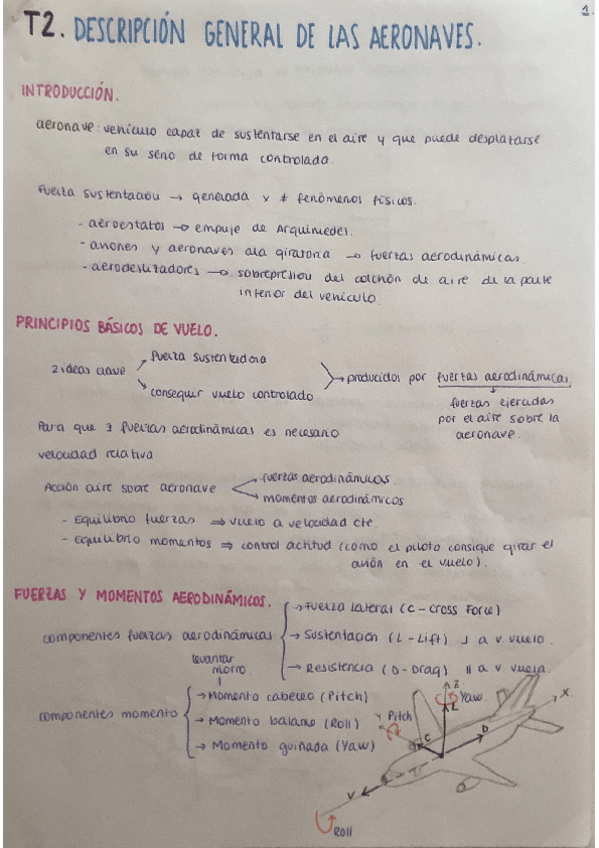 1.
T2. DESCRIPCIÓN GENERAL DE LAS AERONAVES.
INTRODUCCIÓN.
aeronave: vehículo capaz de sustentarse en el aire y que puede desplazarse
en su seno de forma controlada.
Fuerza sustentación → generada x ≠ fenómenos físicos.
- aeroestatos → empuje de Arquímedes.
- aviones y aeronaves ala giratoria → fuerzas aerodinámicas.
- aerodeslizadores → sobrepresión del colchón de aire de la parte
inferior del vehículo.
PRINCIPIOS BÁSICOS DE VUELO.
2 ideas clave
fuerza sustentadora
conseguir vuelo controlado
producidos por fuerzas aerodinámicas
fuerzas ejercidas
por el aire sobre la
aeronave.
Para que ∃ fuerzas aerodinámicas es necesario
velocidad relativa
Acción aire sobre aeronave
fuerzas aerodinámicas.
momentos aerodinámicos
- Equilibrio fuerzas ⇒ vuelo a velocidad cte.
- Equilibrio momentos ⇒ control actitud (como el piloto consigue girar el
avión en el vuelo).
FUERZAS Y MOMENTOS AERODINÁMICOS.
componentes fuerzas aerodinámicas
→ Fuerza lateral (C - Cross Force)
→ Sustentación (L - Lift) ⊥ a v vuelo.
→ Resistencia (D - Drag) ∥ a v vuelo.
levantar
morro
componentes momento
→ Momento cabeceo (Pitch)
→ Momento balance (Roll)
→ Momento guiñada (Yaw)
Z
Yaw
L
X
Y Pitch
C
D
V
Roll